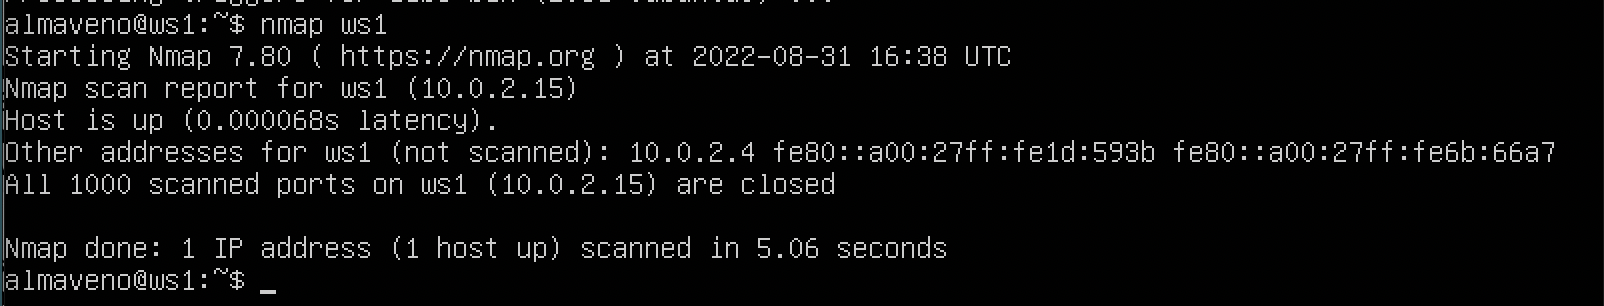 almaveno@ws1:~$ nmap ws1
Starting Nmap 7.80 ( https://nmap.org ) at 2022-08-31 16:38 UTC
Nmap scan report for ws1 (10.0.2.15)
Host is up (0.000068s latency).
Other addresses for ws1 (not scanned): 10.0.2.4 fe80::a00:27ff:fe1d:593b fe80::a00:27ff:fe6b:66a7
All 1000 scanned ports on ws1 (10.0.2.15) are closed
Nmap done: 1 IP address (1 host up) scanned in 5.06 seconds
almaveno@ws1:~$ _